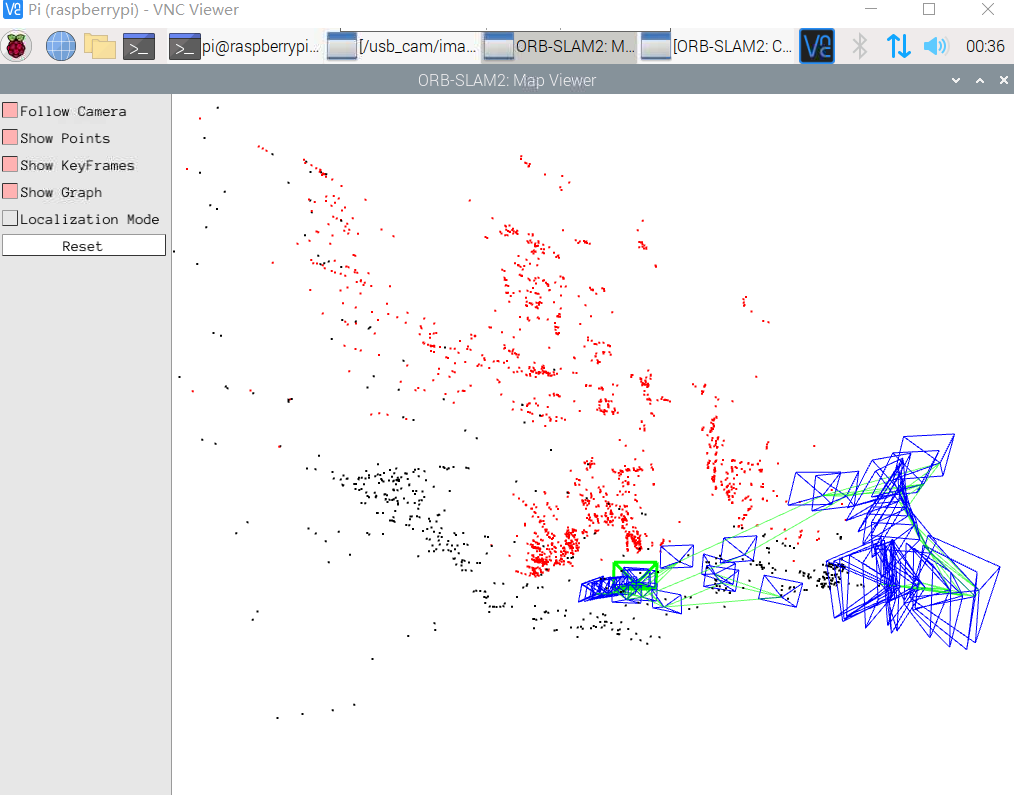 Pi (raspberrypi) - VNC Viewer
pi@raspberrypi... [/usb_cam/ima... ORB-SLAM2: M... [ORB-SLAM2: C... 00:36
ORB-SLAM2: Map Viewer
Follow Camera
Show Points
Show KeyFrames
Show Graph
Localization Mode
Reset